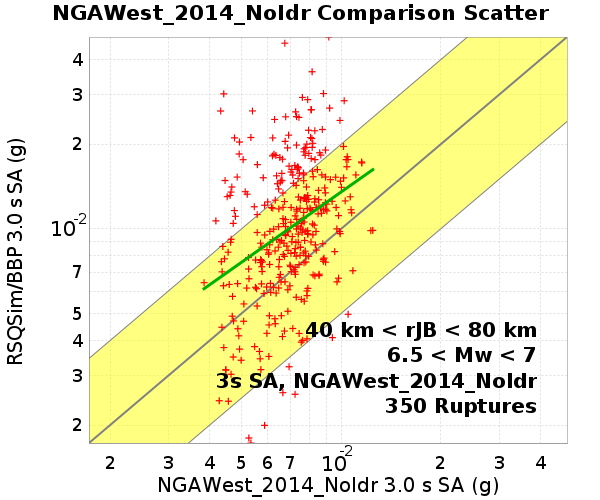 NGAWest_2014_NoIdr Comparison Scatter
RSQSim/BBP 3.0 s SA (g)
4
3
2
10⁻²
7
5
4
3
2
40 km < rJB < 80 km
6.5 < Mw < 7
3s SA, NGAWest_2014_NoIdr
350 Ruptures
2 3 4 5 6 7 10⁻² 2 3 4
NGAWest_2014_NoIdr 3.0 s SA (g)